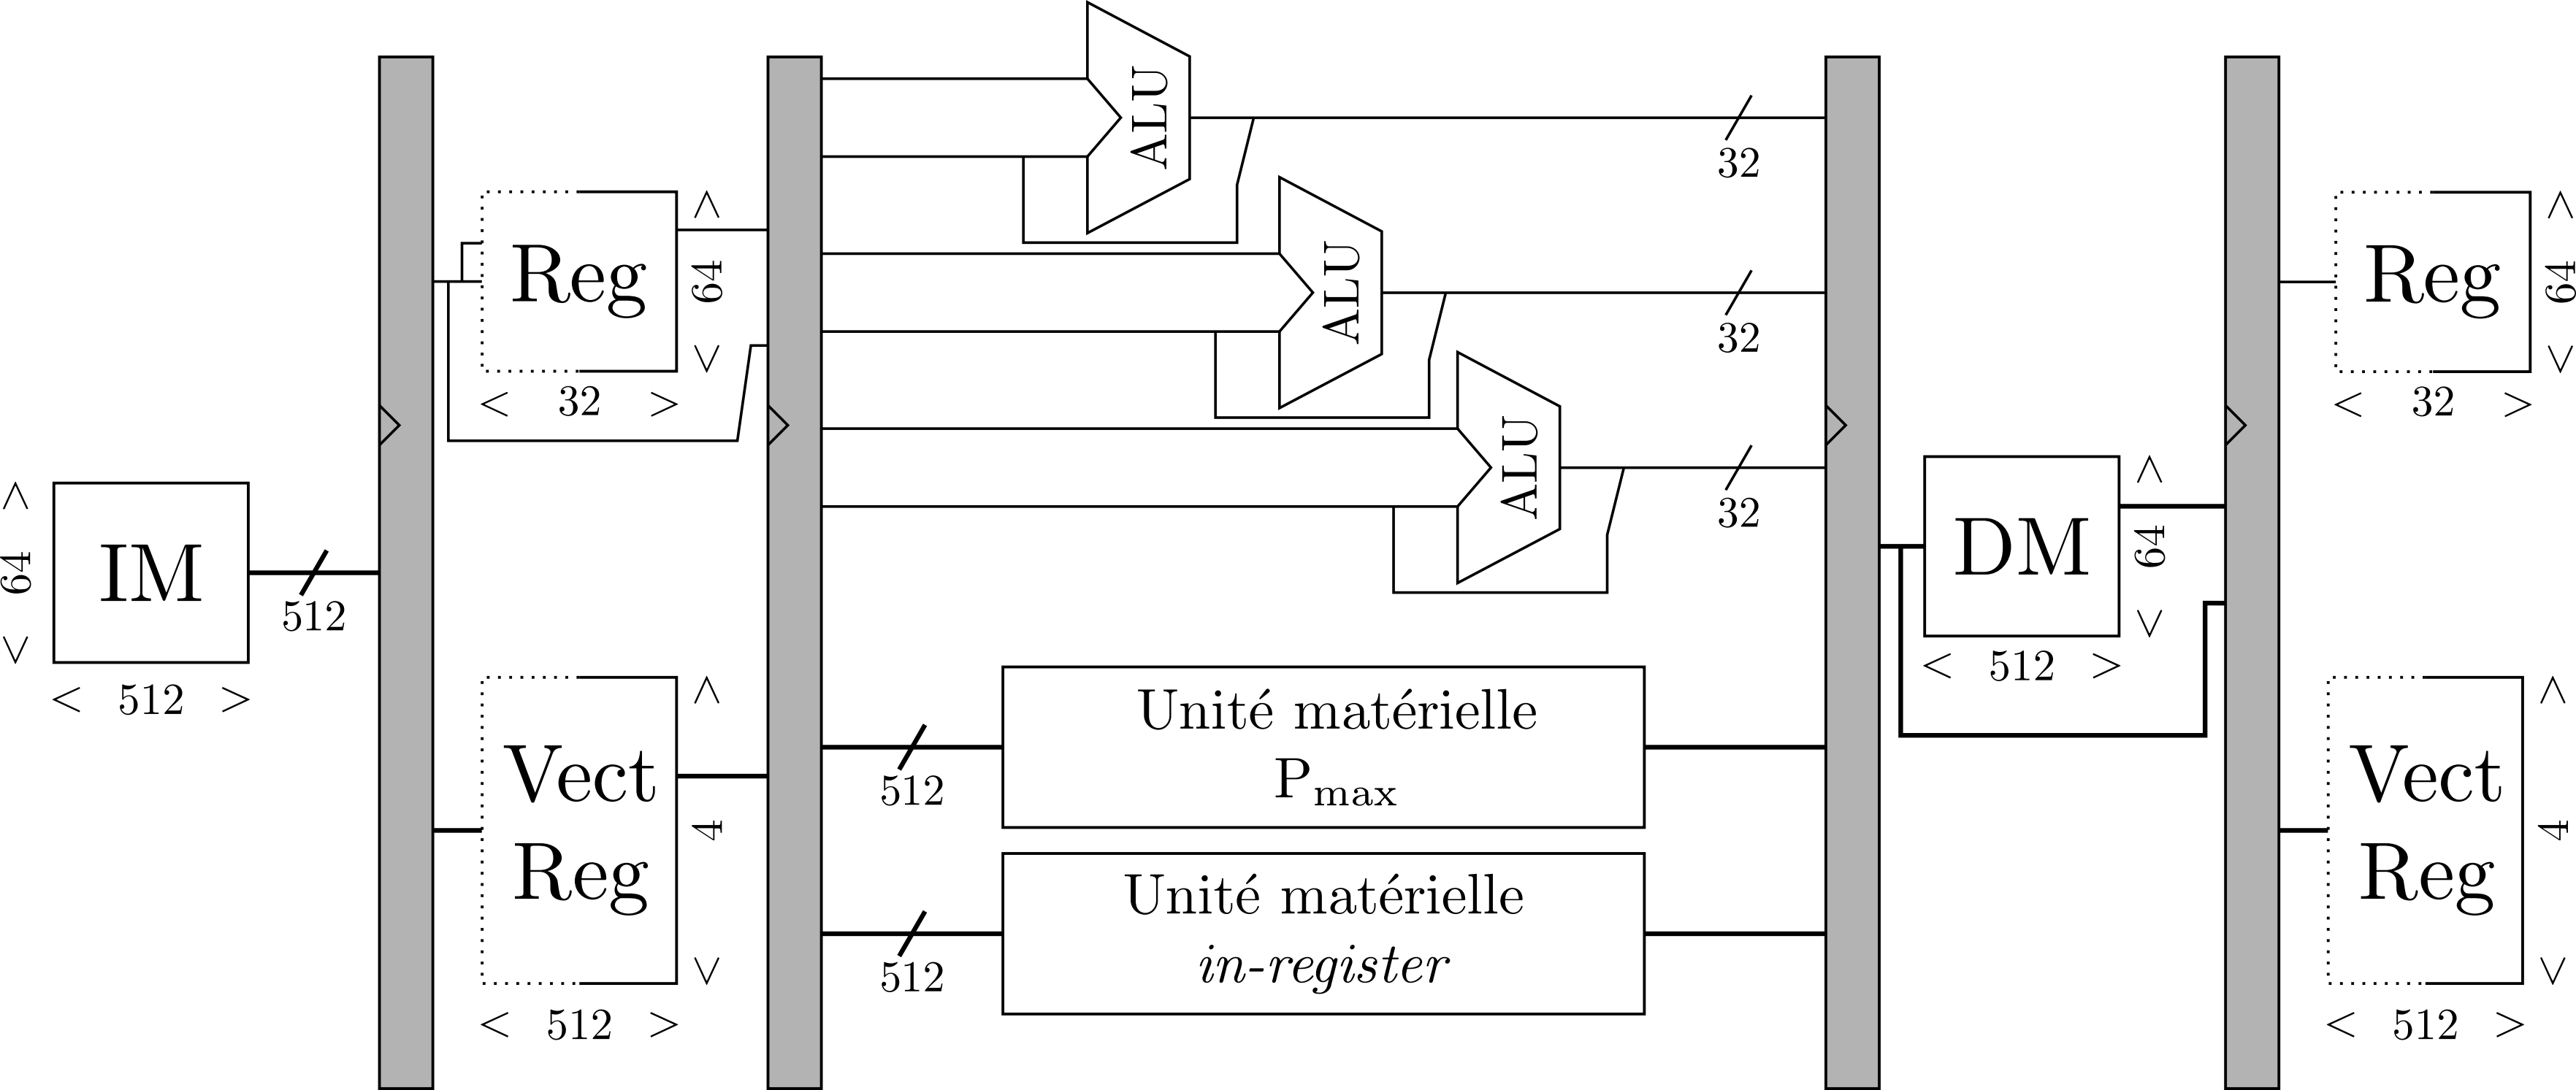 < 64 >
IM
< 512 >
512
Reg
< 64 >
< 32 >
Vect
Reg
< 4 >
< 512 >
ALU
32
ALU
32
ALU
32
512
Unité matérielle
Pmax
512
Unité matérielle
in-register
DM
< 64 >
< 512 >
Reg
< 64 >
< 32 >
Vect
Reg
< 4 >
< 512 >